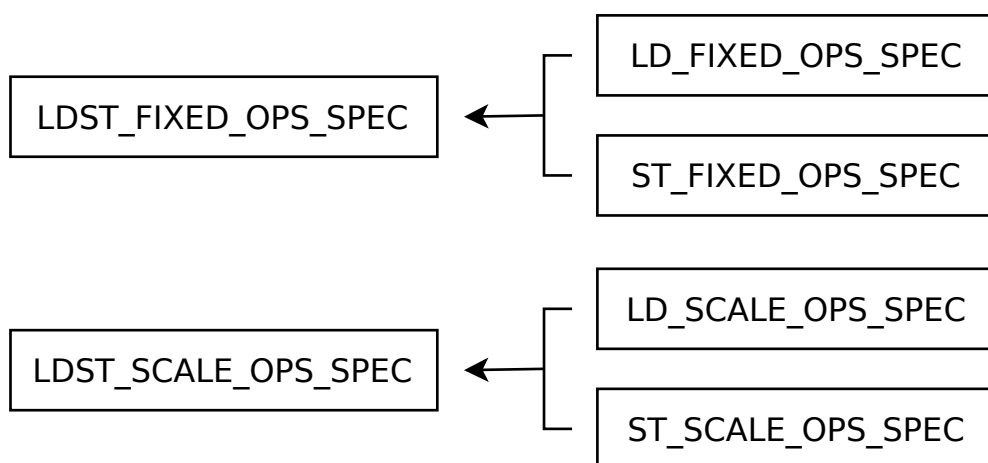 LD_FIXED_OPS_SPEC
LDST_FIXED_OPS_SPEC
ST_FIXED_OPS_SPEC
LD_SCALE_OPS_SPEC
LDST_SCALE_OPS_SPEC
ST_SCALE_OPS_SPEC